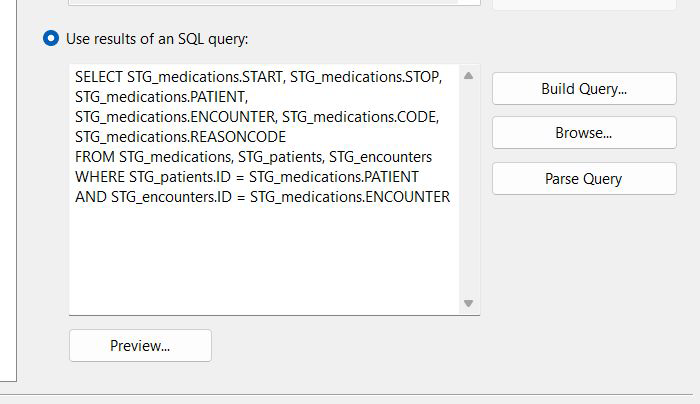 Use results of an SQL query:
SELECT STG_medications.START, STG_medications.STOP,
STG_medications.PATIENT,
STG_medications.ENCOUNTER, STG_medications.CODE,
STG_medications.REASONCODE
FROM STG_medications, STG_patients, STG_encounters
WHERE STG_patients.ID = STG_medications.PATIENT
AND STG_encounters.ID = STG_medications.ENCOUNTER
Build Query...
Browse...
Parse Query
Preview...